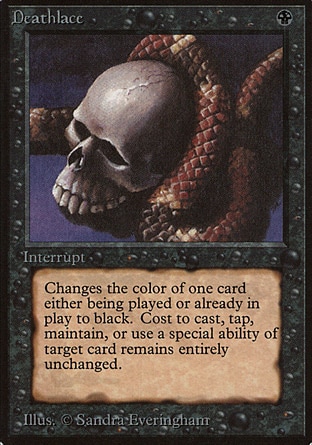 Deathlace
Interrupt
Changes the color of one card
either being played or already in
play to black. Cost to cast, tap,
maintain, or use a special ability of
target card remains entirely
unchanged.
Illus. © Sandra Everingham